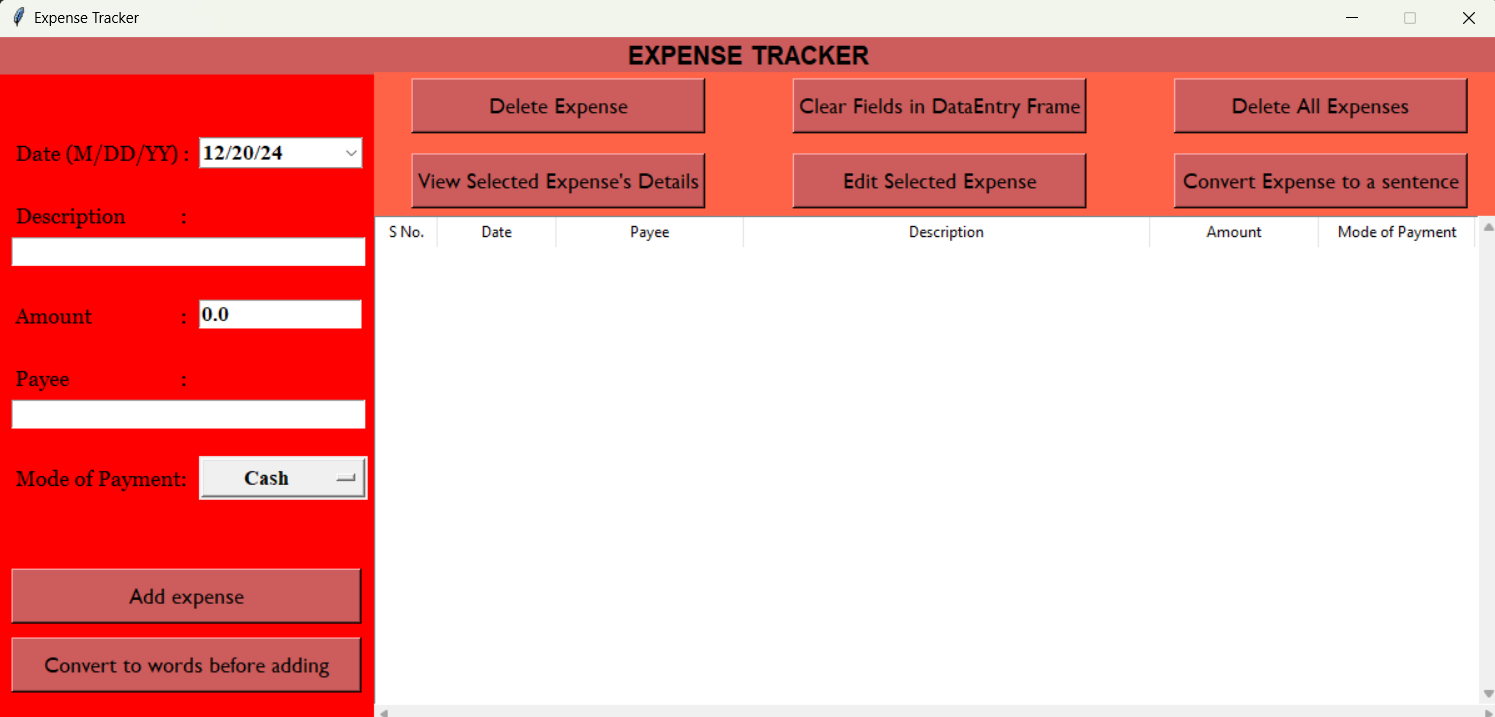 Expense Tracker
EXPENSE TRACKER
Date (M/DD/YY) : 12/20/24
Description :
Amount : 0.0
Payee :
Mode of Payment: Cash
Add expense
Convert to words before adding
Delete Expense Clear Fields in DataEntry Frame Delete All Expenses
View Selected Expense's Details Edit Selected Expense Convert Expense to a sentence
S No. Date Payee Description Amount Mode of Payment